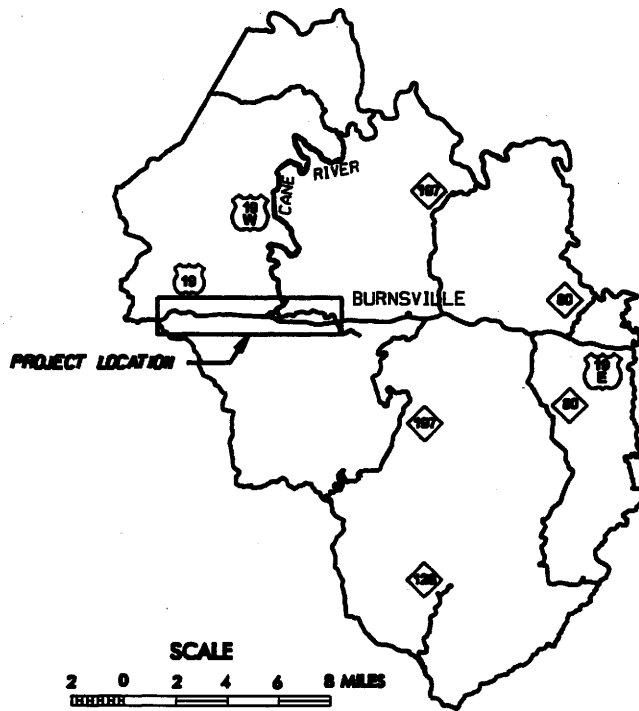 RIVER
CANE
197
19
W
19
BURNSVILLE
80
PROJECT LOCATION
19
E
80
197
128
SCALE
2 0 2 4 6 8 MILES